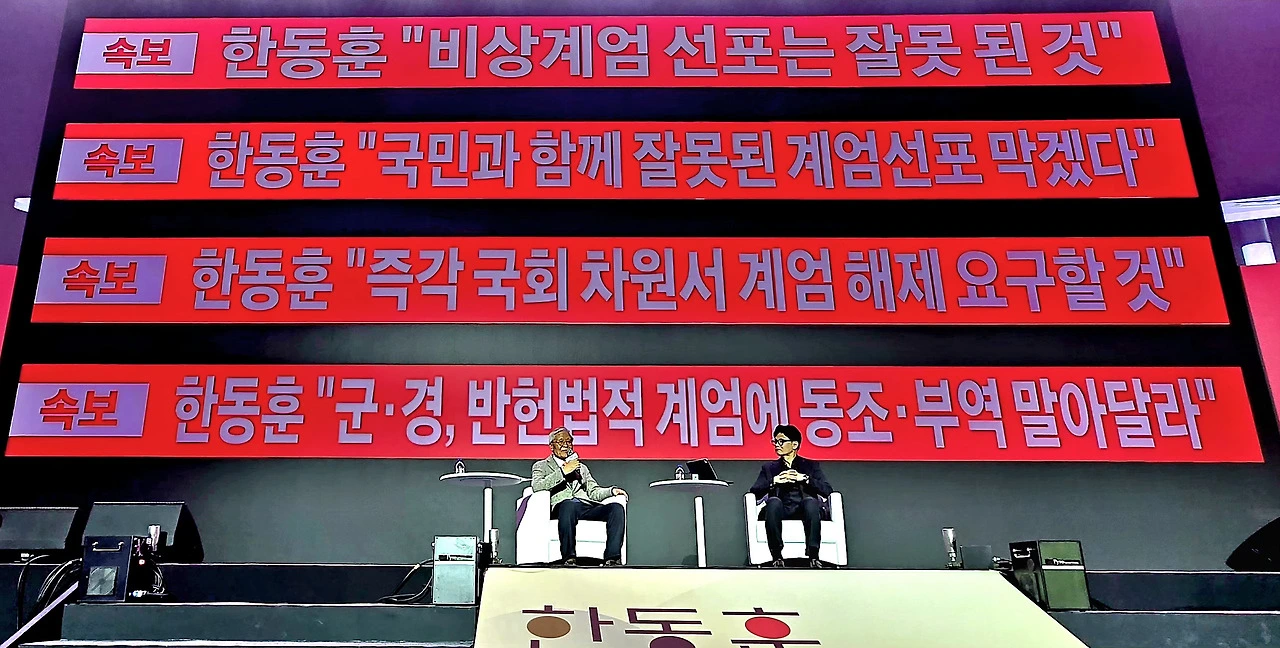 속보 한동훈 "비상계엄 선포는 잘못 된 것"
속보 한동훈 "국민과 함께 잘못된 계엄선포 막겠다"
속보 한동훈 "즉각 국회 차원서 계엄 해제 요구할 것"
속보 한동훈 "군·경, 반헌법적 계엄에 동조·부역 말아달라"
한동훈